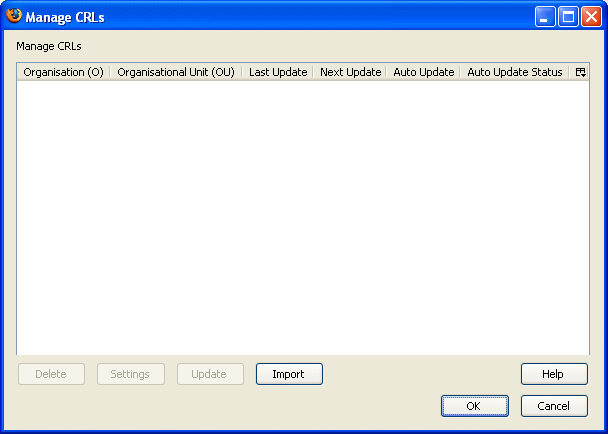 Manage CRLs
Manage CRLs
Organisation (O) Organisational Unit (OU) Last Update Next Update Auto Update Auto Update Status
Delete Settings Update Import Help
OK Cancel